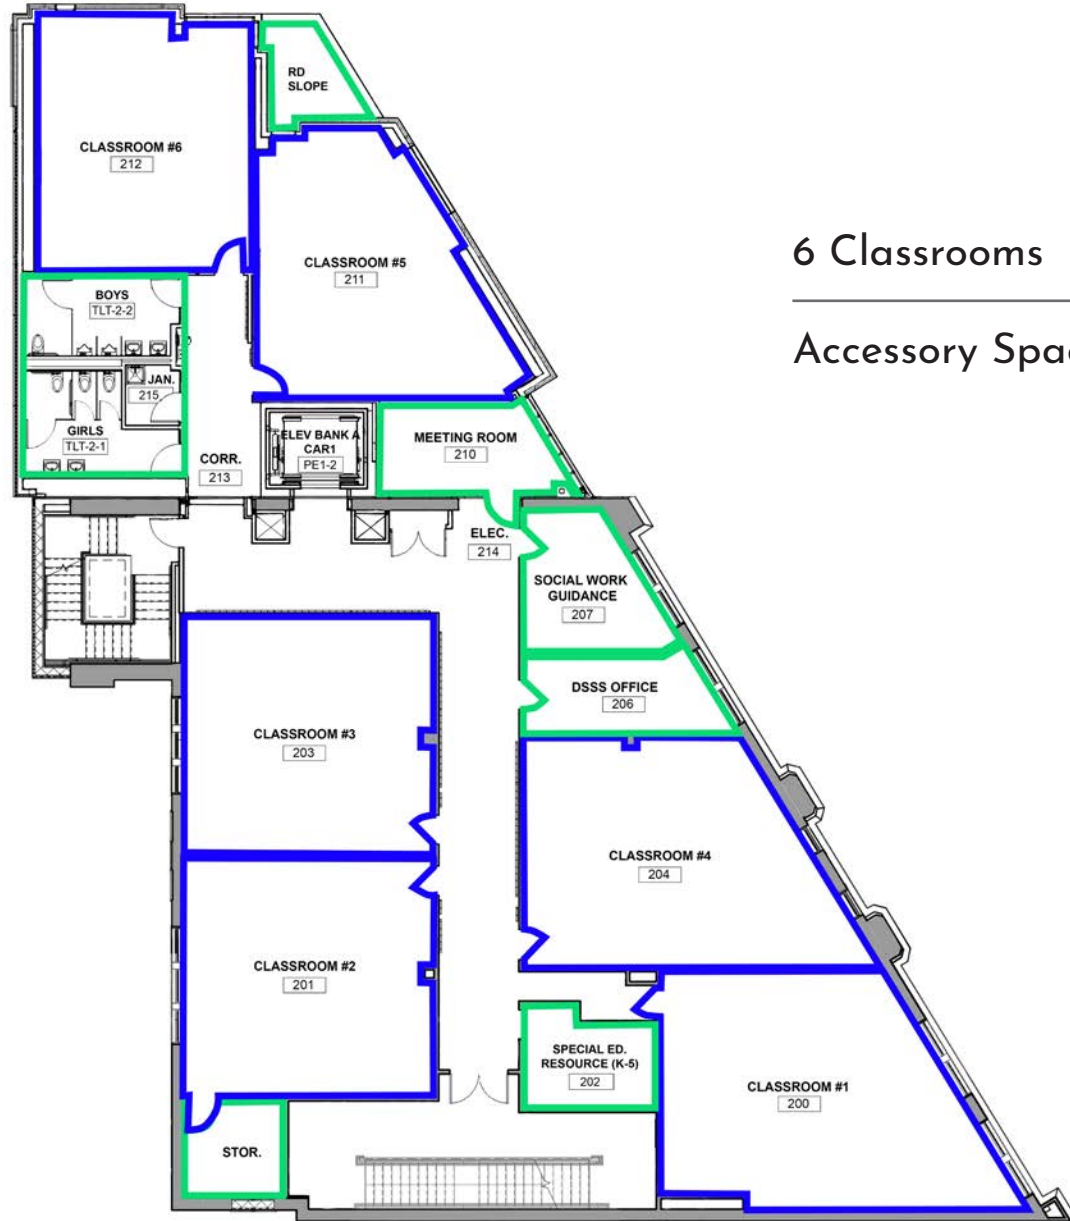 RD
SLOPE
CLASSROOM #6
212
CLASSROOM #5
211
6 Classrooms
BOYS
TLT-2-2
JAN.
215
GIRLS
TLT-2-1
Accessory
CORR.
213
ELEV BANK A
CAR1
PE1-2
MEETING ROOM
210
ELEC.
214
SOCIAL WORK
GUIDANCE
207
DSSS OFFICE
206
CLASSROOM #3
203
CLASSROOM #4
204
CLASSROOM #2
201
SPECIAL ED.
RESOURCE (K-5)
202
CLASSROOM #1
200
STOR.